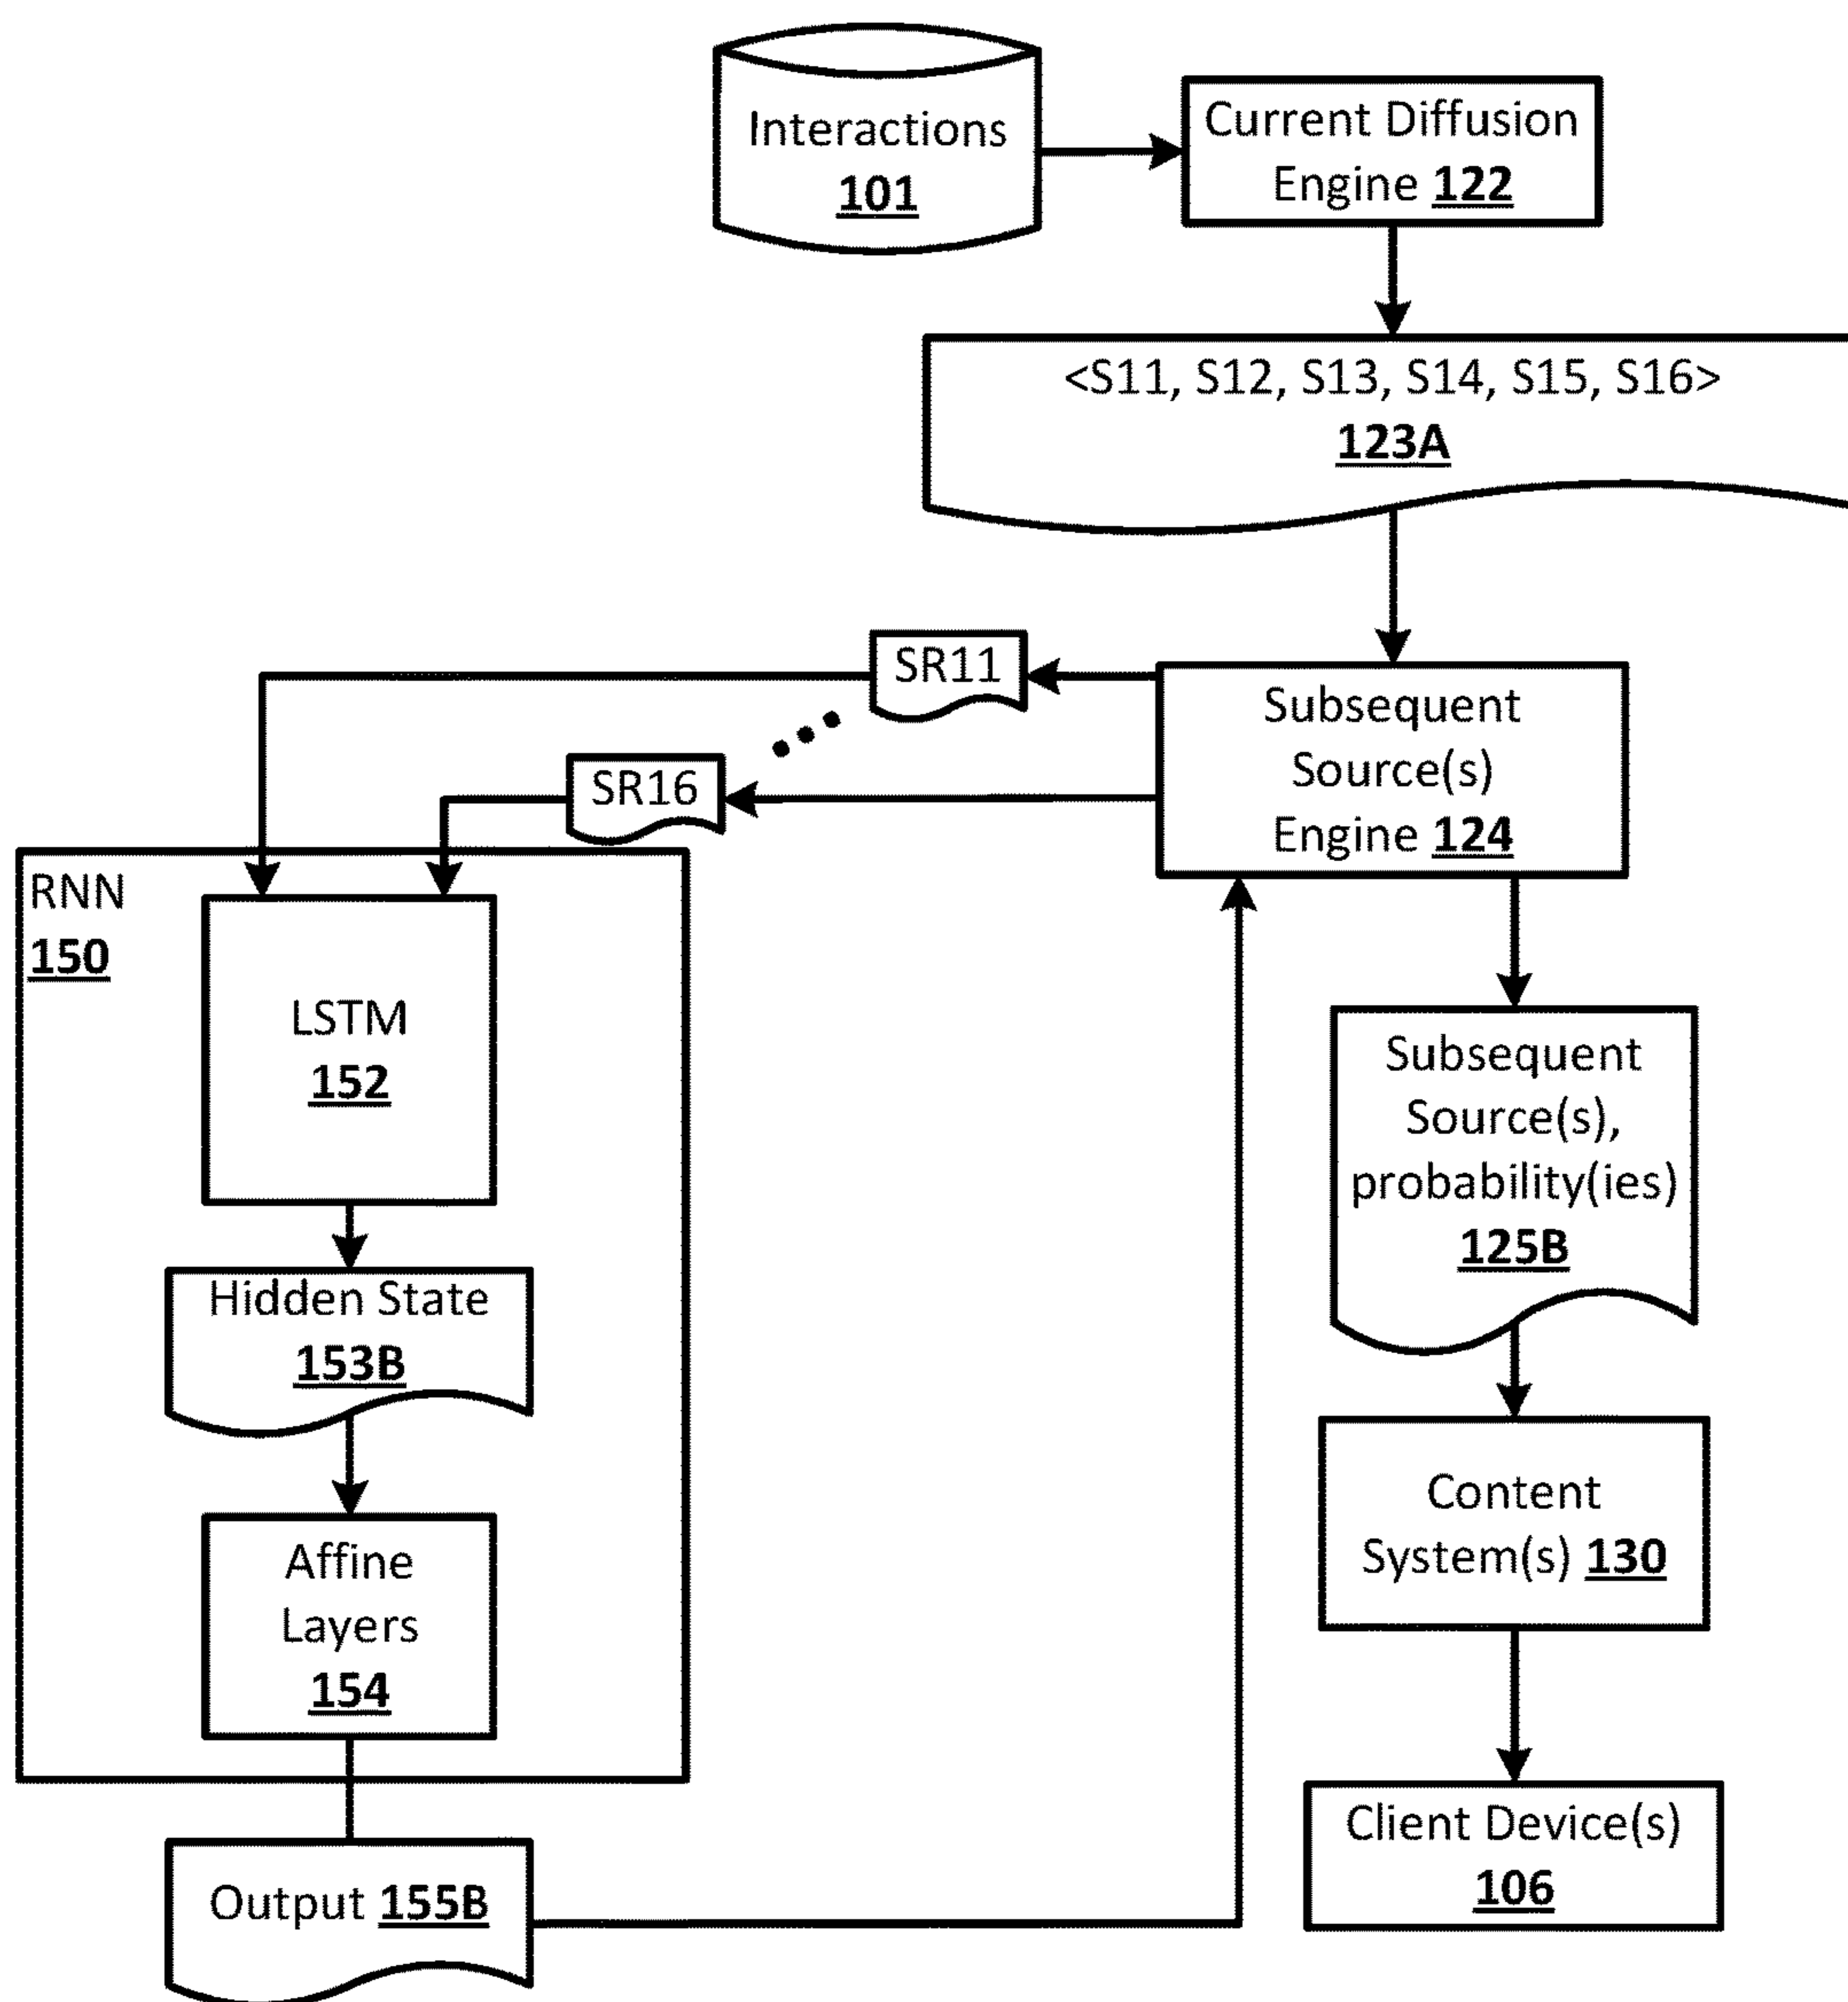 Interactions
101
Current Diffusion
Engine 122
<S11, S12, S13, S14, S15, S16>
123A
SR11
SR16
Subsequent
Source(s)
Engine 124
RNN
150
LSTM
152
Hidden State
153B
Affine
Layers
154
Output 155B
Subsequent
Source(s),
probability(ies)
125B
Content
System(s) 130
Client Device(s)
106